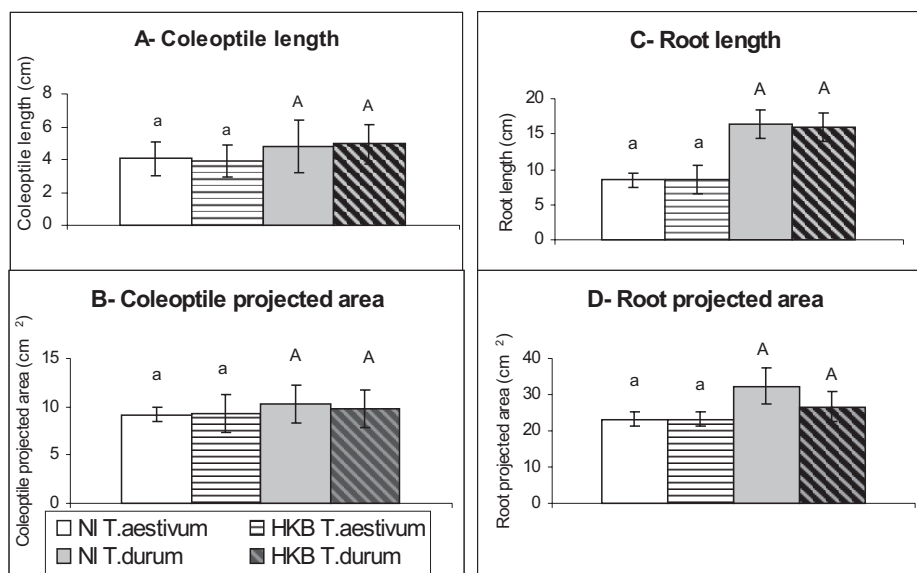 A- Coleoptile length
Coleoptile length (cm)
8
6
4
2
0
a
a
A
A
C- Root length
Root length (cm)
20
15
10
5
0
a
a
A
A
B- Coleoptile projected area
Coleoptile projected area (cm ²)
15
10
5
0
a
a
A
A
NI T.aestivum
HKB T.aestivum
NI T.durum
HKB T.durum
D- Root projected area
Root projected area (cm ²)
40
30
20
10
0
a
a
A
A